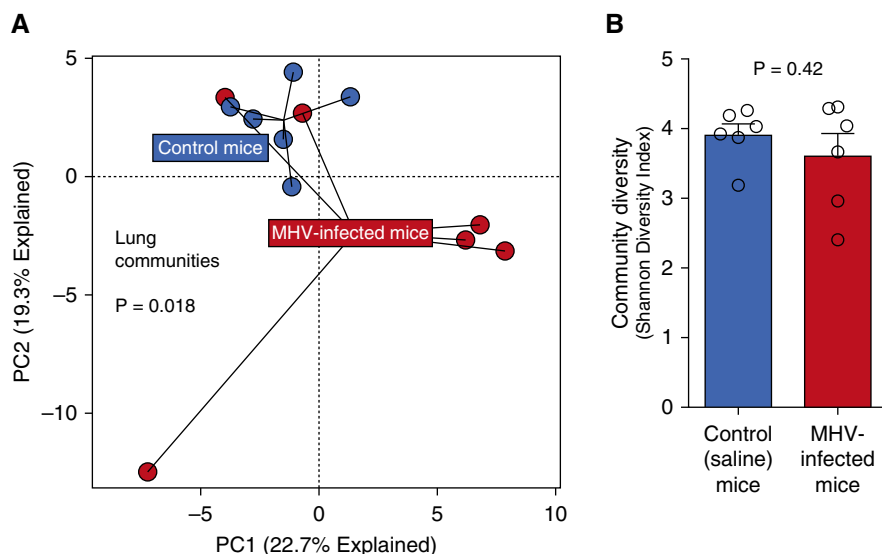 A
5
0
−5
−10
PC2 (19.3% Explained)
Control mice
MHV-infected mice
Lung
communities
P = 0.018
−5
0
5
10
PC1 (22.7% Explained)
B
5
4
3
2
1
0
Community diversity
(Shannon Diversity Index)
P = 0.42
Control
(saline)
mice
MHV-
infected
mice